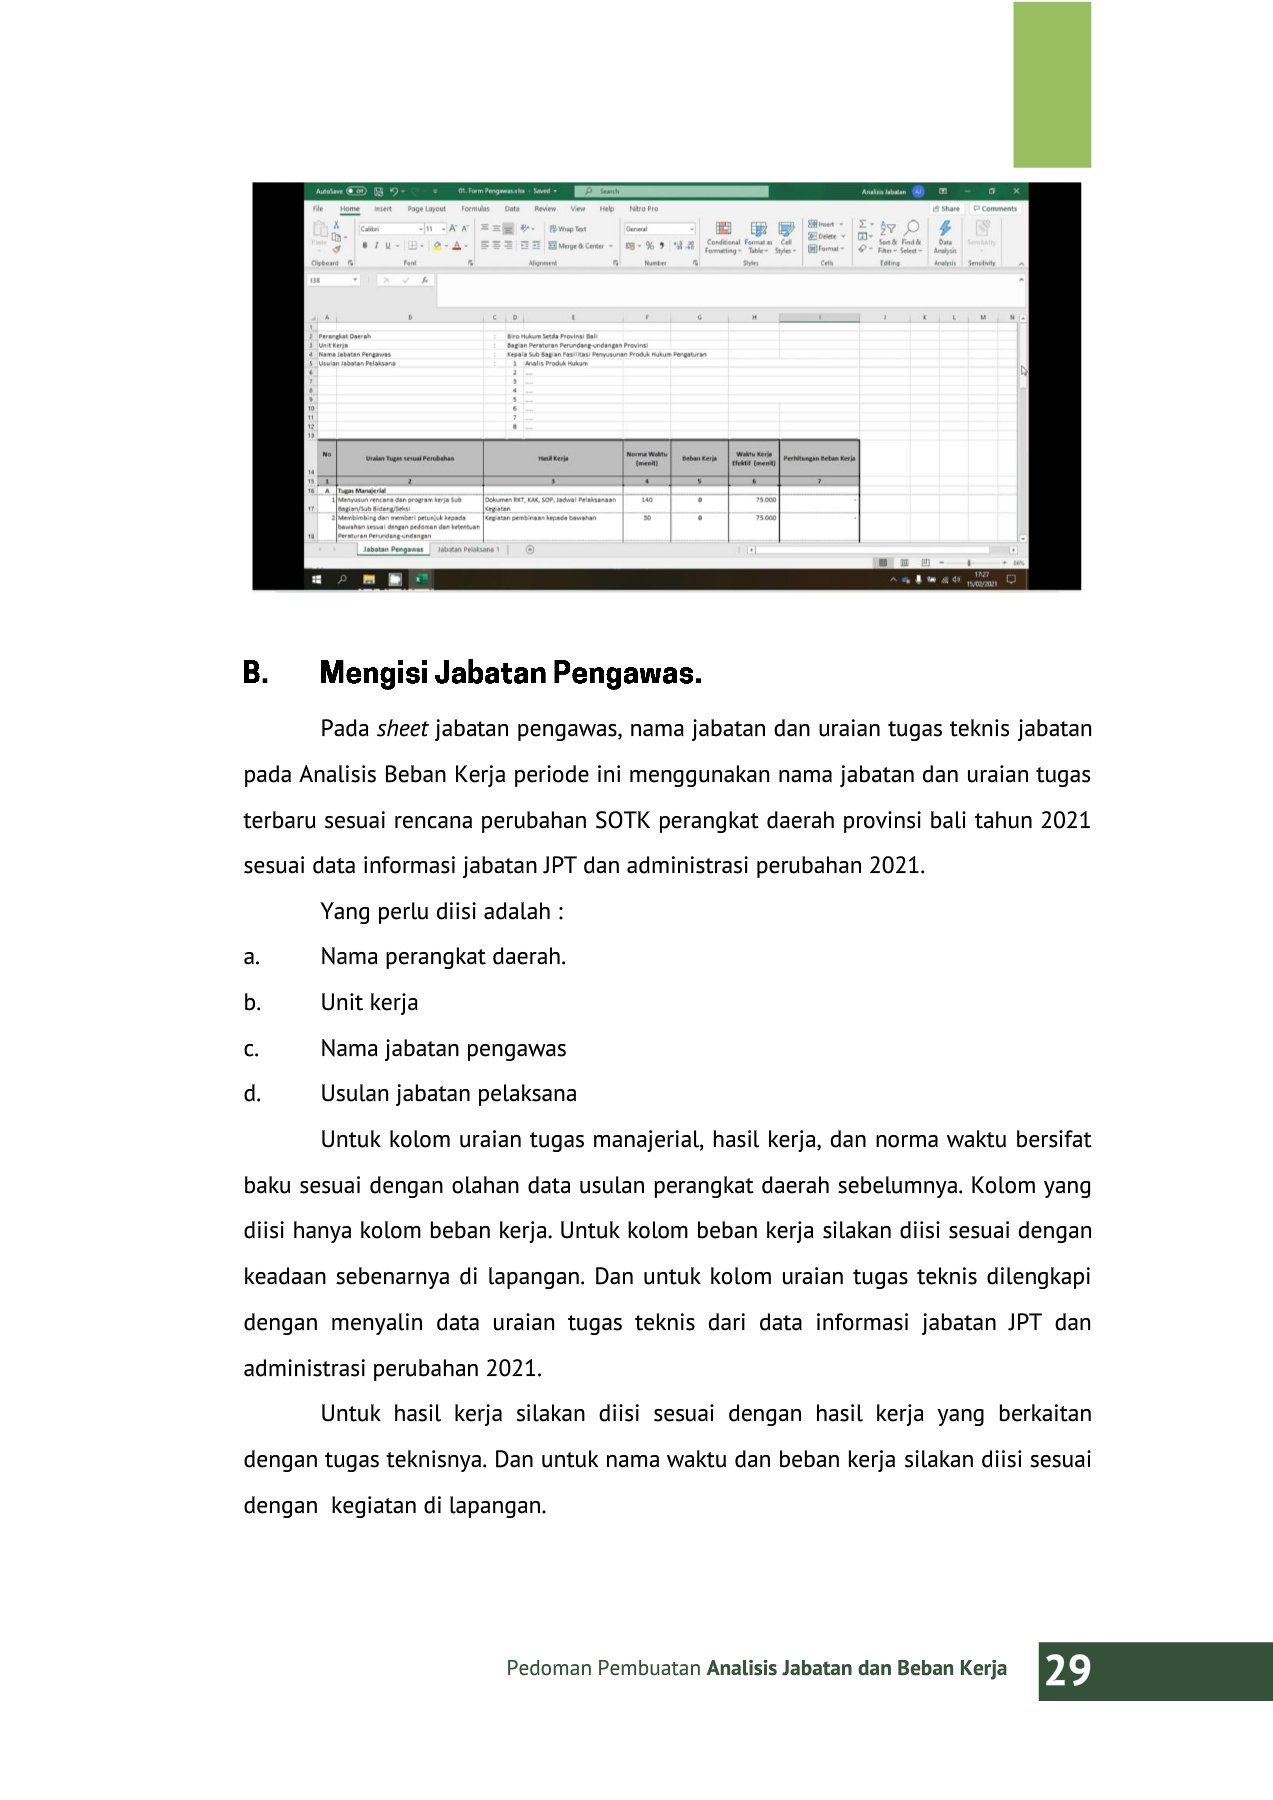 AutoSave Off 01. Form Pengawas.xlsx - Saved Search Analisis Jabatan AJ
File Home Insert Page Layout Formulas Data Review View Help Nitro Pro Share Comments
Calibri 11 A A Wrap Text General Insert
Paste B I U A Merge & Center % Conditional Formatting Format as Table Cell Styles Delete Format Sort & Filter Find & Select Data Analysis Sensitivity
Clipboard Font Alignment Number Styles Cells Editing Analysis Sensitivity
I38 fx
A B C D E F G H I J K L M N
1
2 Perangkat Daerah : Biro Hukum Setda Provinsi Bali
3 Unit Kerja : Bagian Peraturan Perundang-undangan Provinsi
4 Nama Jabatan Pengawas : Kepala Sub Bagian Fasilitasi Penyusunan Produk Hukum Pengaturan
5 Usulan Jabatan Pelaksana : 1 Analis Produk Hukum
6 2 ....
7 3 ....
8 4 ....
9 5 ....
10 6 ....
11 7 ....
12 8 ....
13
14 No Uraian Tugas sesuai Perubahan Hasil Kerja Norma Waktu (menit) Beban Kerja Waktu Kerja Efektif (menit) Perhitungan Beban Kerja
15 1 2 3 4 5 6 7
16 A Tugas Manajerial
17 1 Menyusun rencana dan program kerja Sub Bagian/Sub Bidang/Seksi Dokumen RKT, KAK, SOP, Jadwal Pelaksanaan Kegiatan 140 0 75.000 -
18 2 Membimbing dan memberi petunjuk kepada bawahan sesuai dengan pedoman dan ketentuan Peraturan Perundang-undangan Kegiatan pembinaan kepada bawahan 30 0 75.000 -
Jabatan Pengawas Jabatan Pelaksana 1
17:27
15/02/2021
B. Mengisi Jabatan Pengawas.
Pada sheet jabatan pengawas, nama jabatan dan uraian tugas teknis jabatan
pada Analisis Beban Kerja periode ini menggunakan nama jabatan dan uraian tugas
terbaru sesuai rencana perubahan SOTK perangkat daerah provinsi bali tahun 2021
sesuai data informasi jabatan JPT dan administrasi perubahan 2021.
Yang perlu diisi adalah :
a. Nama perangkat daerah.
b. Unit kerja
c. Nama jabatan pengawas
d. Usulan jabatan pelaksana
Untuk kolom uraian tugas manajerial, hasil kerja, dan norma waktu bersifat
baku sesuai dengan olahan data usulan perangkat daerah sebelumnya. Kolom yang
diisi hanya kolom beban kerja. Untuk kolom beban kerja silakan diisi sesuai dengan
keadaan sebenarnya di lapangan. Dan untuk kolom uraian tugas teknis dilengkapi
dengan menyalin data uraian tugas teknis dari data informasi jabatan JPT dan
administrasi perubahan 2021.
Untuk hasil kerja silakan diisi sesuai dengan hasil kerja yang berkaitan
dengan tugas teknisnya. Dan untuk nama waktu dan beban kerja silakan diisi sesuai
dengan kegiatan di lapangan.
Pedoman Pembuatan Analisis Jabatan dan Beban Kerja 29